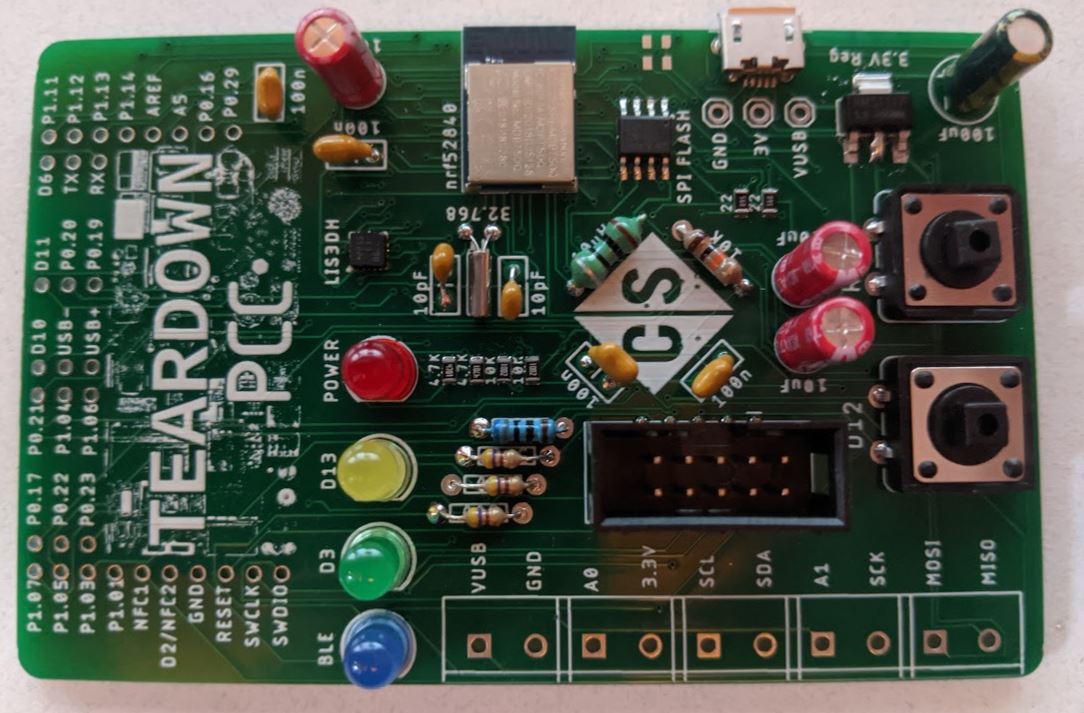 P1.11
P1.12
P1.13
P1.14
AREF
A5
P0.16
P0.29
D6
TX
RX
D11
P0.20
P0.19
D10
USB-
USB+
P0.21
P1.04
P1.06
P0.17
P0.22
P0.23
P1.07
P1.05
P1.03
P1.01
NFC1
D2/NFC2
GND
RESET
SWCLK
SWDIO
TEARDOWN
PCC
100n
100n
nrf52840
32.768
LIS3DH
10pF
10pF
SPI FLASH
GND
3V
VUSB
3.3V Reg
100uF
22
22
CS
10uF
POWER
4.7K
4.7K
10K
100n
100n
D13
D3
BLE
U12
VUSB
GND
A0
3.3V
SCL
SDA
A1
SCK
MOSI
MISO